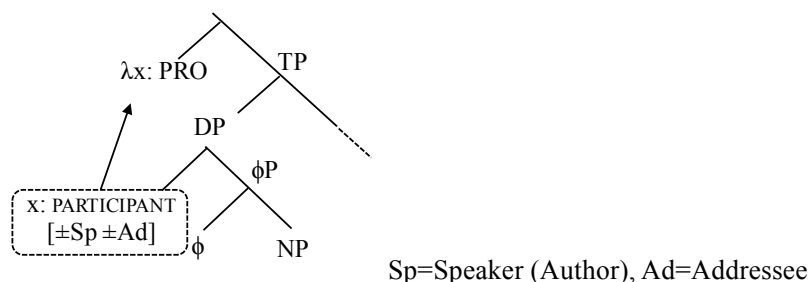 λx: PRO
TP
DP
ϕP
x: PARTICIPANT
[±Sp ±Ad]
ϕ
NP
Sp=Speaker (Author), Ad=Addressee